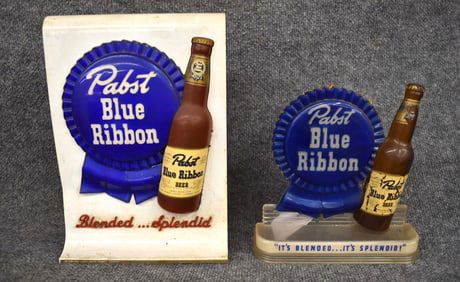 Pabst
Blue
Ribbon
Pabst
Blue Ribbon
BEER
Blended ... Splendid
Pabst
Blue
Ribbon
Pabst
Blue Ribbon
BEER
"IT'S BLENDED...IT'S SPLENDID!"